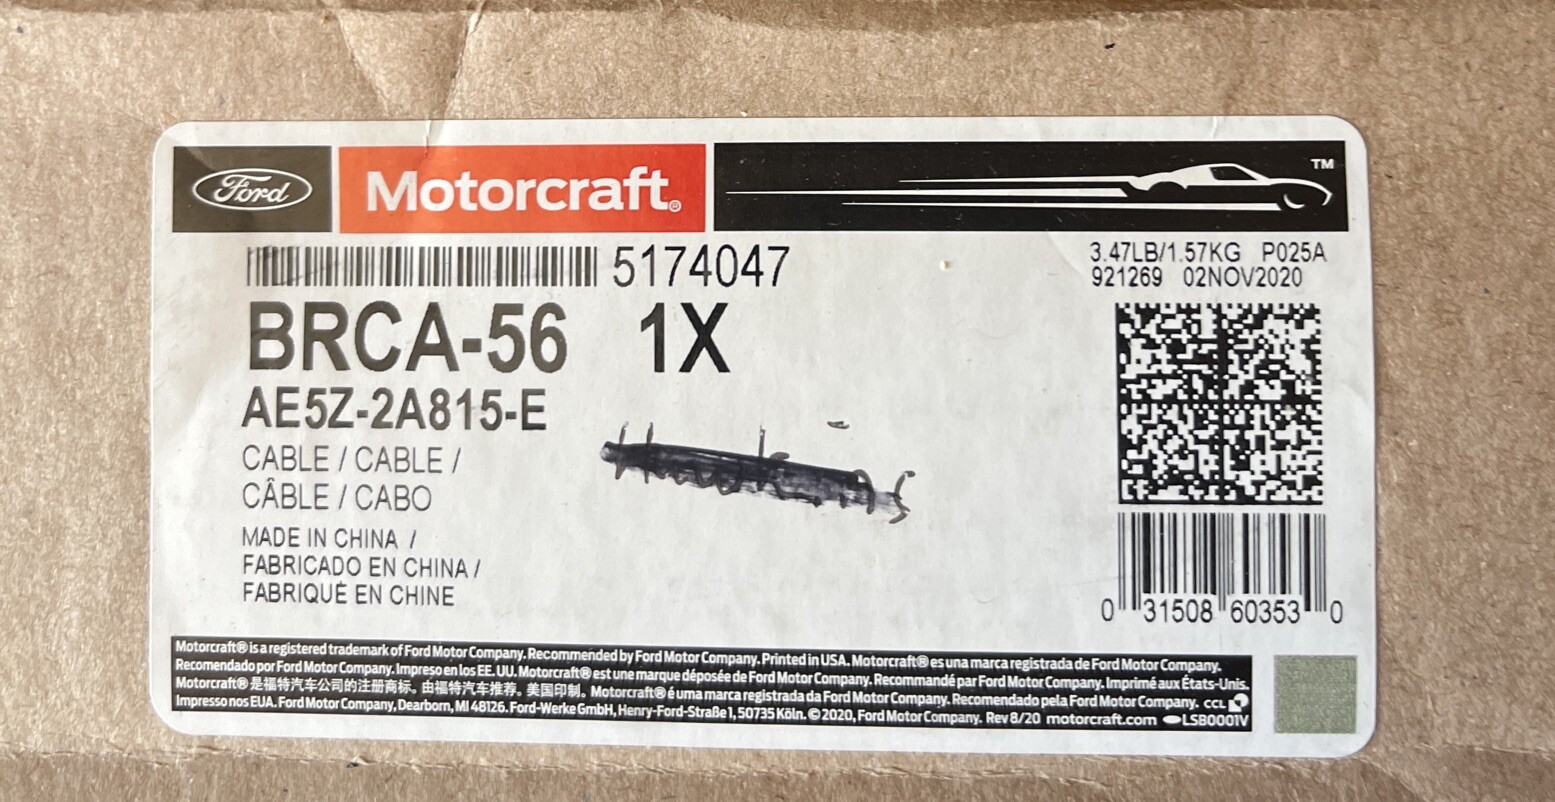 Ford
Motorcraft®
TM
5174047
3.47LB/1.57KG P025A
921269 02NOV2020
BRCA-56 1X
AE5Z-2A815-E
CABLE / CABLE /
CÂBLE / CABO
MADE IN CHINA /
FABRICADO EN CHINA /
FABRIQUÉ EN CHINE
0 31508 60353 0
Motorcraft® is a registered trademark of Ford Motor Company. Recommended by Ford Motor Company. Printed in USA. Motorcraft® es una marca registrada de Ford Motor Company.
Recomendado por Ford Motor Company. Impreso en los EE. UU. Motorcraft® est une marque déposée de Ford Motor Company. Recommandé par Ford Motor Company. Imprimé aux États-Unis.
Motorcraft® 是福特汽车公司的注册商标。由福特汽车推荐。美国印制。Motorcraft® é uma marca registrada da Ford Motor Company. Recomendado pela Ford Motor Company. CCL
Impresso nos EUA. Ford Motor Company, Dearborn, MI 48126. Ford-Werke GmbH, Henry-Ford-Straße 1, 50735 Köln. © 2020, Ford Motor Company. Rev 8/20 motorcraft.com LSB0001V